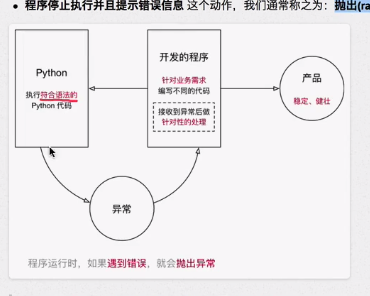 程序停止执行并且提示错误信息 这个动作，我们通常称之为：抛出(ra
Python
执行符合语法的
Python 代码
开发的程序
针对业务需求
编写不同的代码
接收到异常后做
针对性的处理
产品
稳定、健壮
异常
程序运行时，如果遇到错误，就会抛出异常